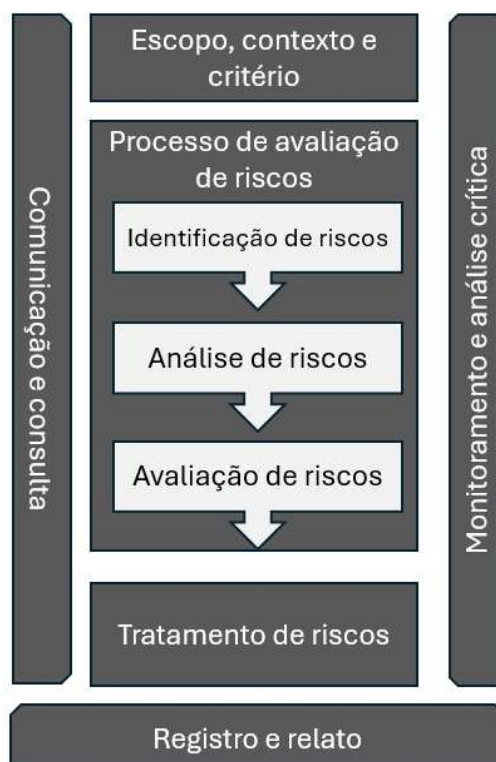 Escopo, contexto e
critério
Processo de avaliação
de riscos
Identificação de riscos
Análise de riscos
Avaliação de riscos
Tratamento de riscos
Comunicação e consulta
Monitoramento e análise crítica
Registro e relato